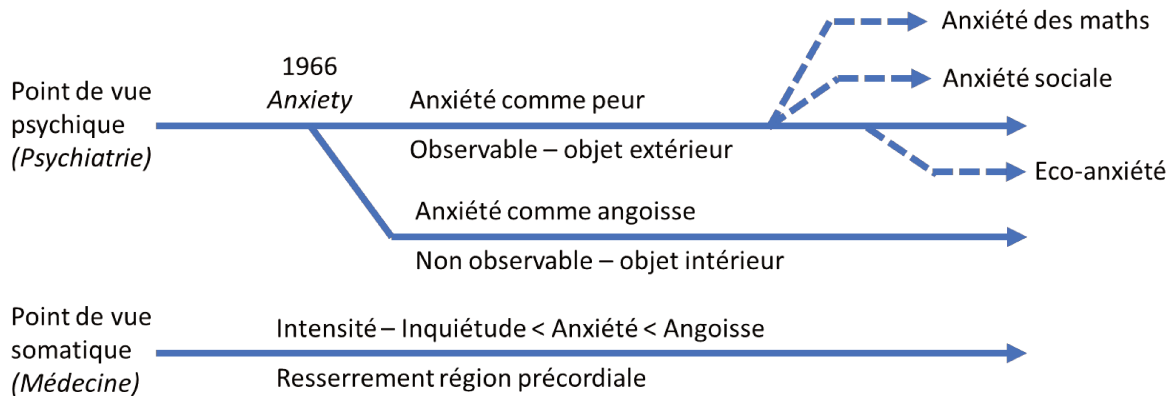 Anxiété des maths
1966
Anxiété sociale
Point de vue
psychique
(Psychiatrie)
Anxiety
Anxiété comme peur
Observable – objet extérieur
Eco-anxiété
Anxiété comme angoisse
Non observable – objet intérieur
Point de vue
somatique
(Médecine)
Intensité – Inquiétude < Anxiété < Angoisse
Resserrement région précordiale